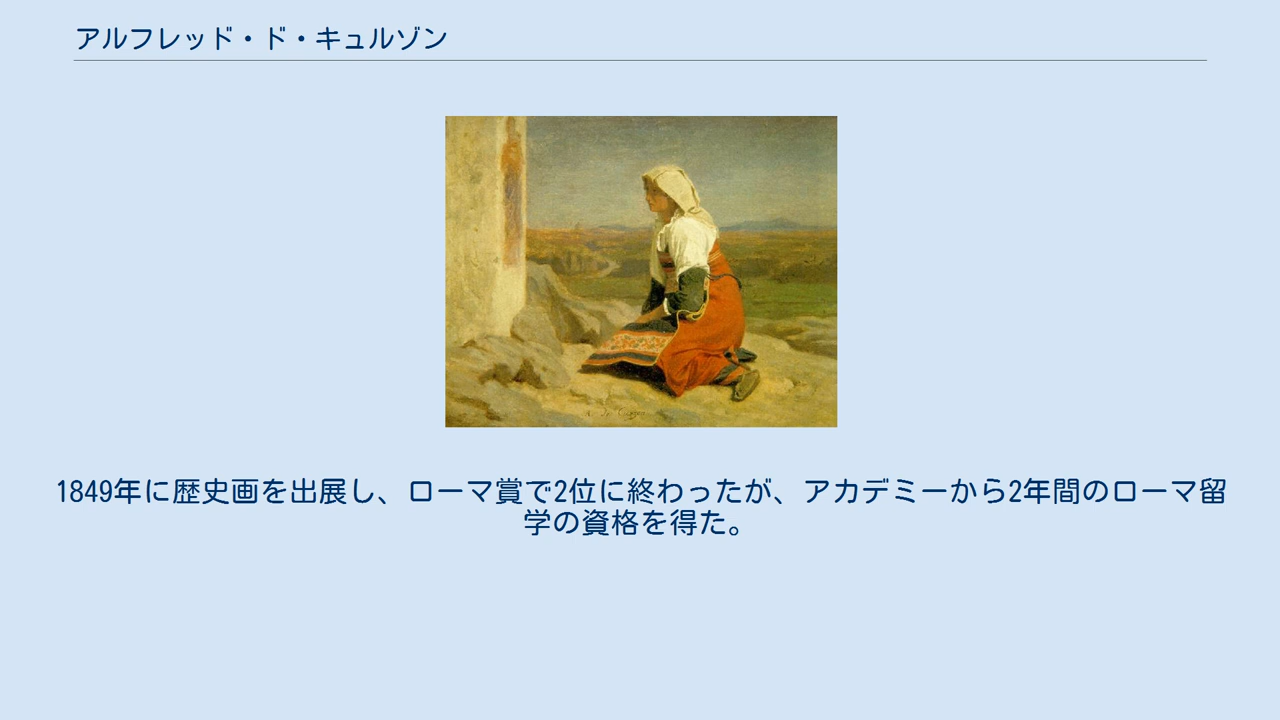 アルフレッド・ド・キュルゾン
1849年に歴史画を出展し、ローマ賞で2位に終わったが、アカデミーから2年間のローマ留
学の資格を得た。